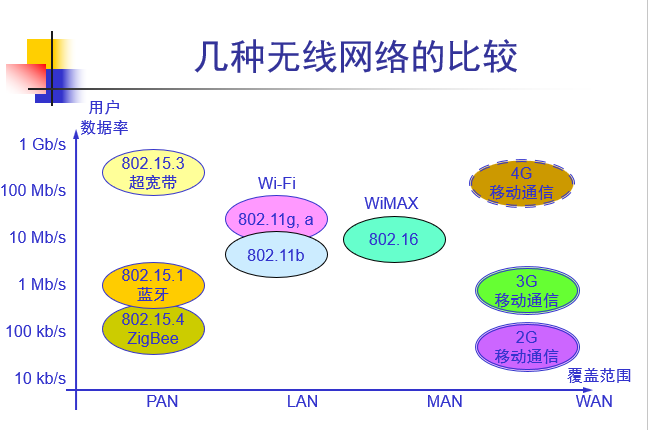 几种无线网络的比较
用户
数据率
1 Gb/s
802.15.3
超宽带
100 Mb/s
Wi-Fi
4G
移动通信
WiMAX
802.11g, a
10 Mb/s
802.16
802.11b
1 Mb/s
802.15.1
蓝牙
3G
移动通信
100 kb/s
802.15.4
ZigBee
2G
移动通信
10 kb/s
覆盖范围
PAN
LAN
MAN
WAN